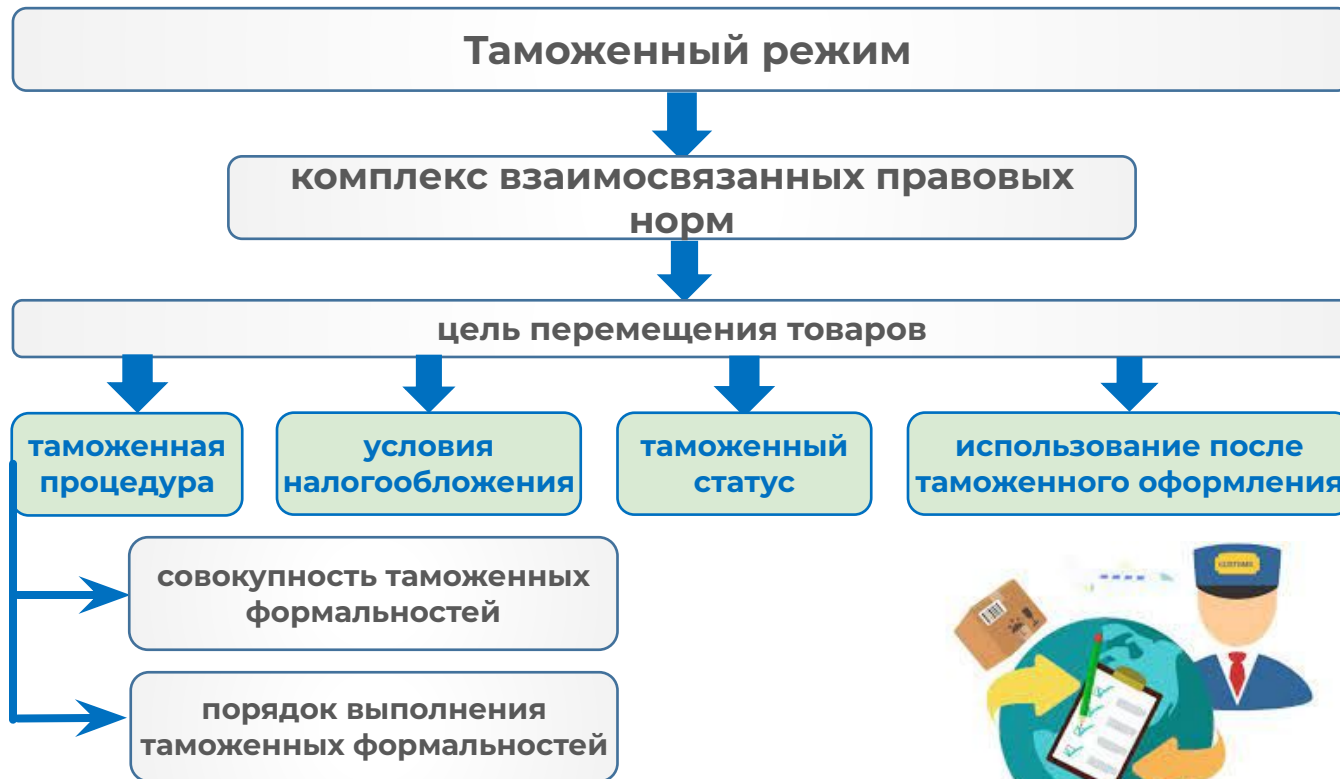 Таможенный режим
комплекс взаимосвязанных правовых
норм
цель перемещения товаров
таможенная
процедура
условия
налогообложения
таможенный
статус
использование после
таможенного оформления
совокупность таможенных
формальностей
порядок выполнения
таможенных формальностей
CUSTOMS